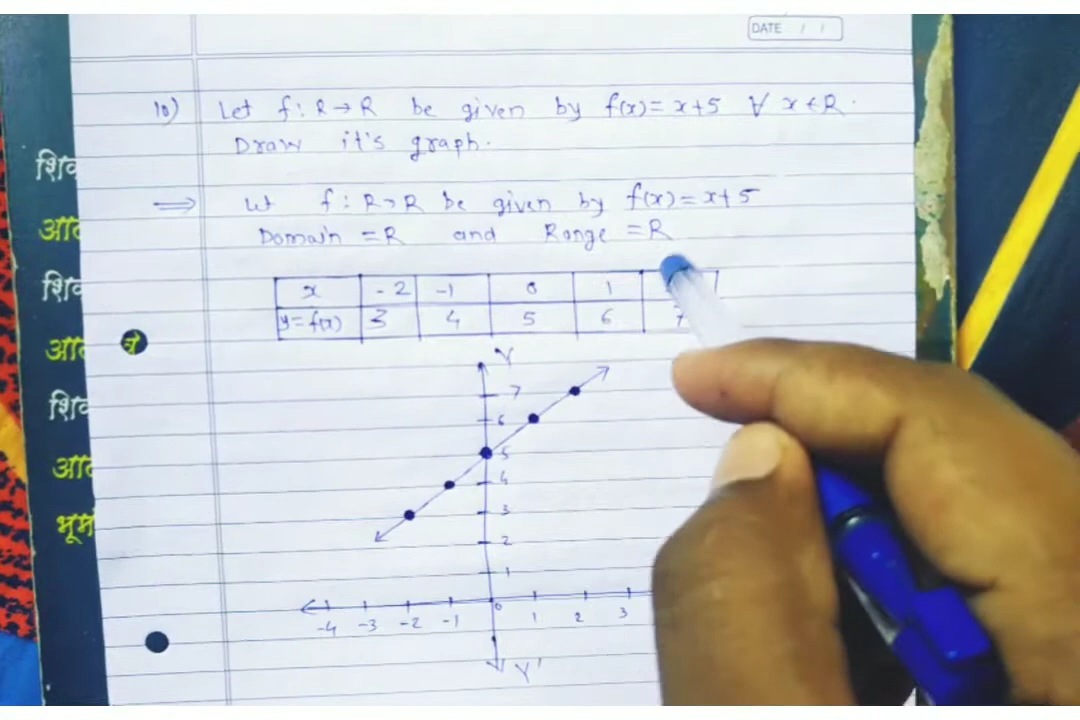 DATE / /
10) Let f: R → R be given by f(x) = x+5 ∀ x ∈ R.
Draw it's graph.
⇒ f : R → R be given by f(x) = x+5
Domain = R and Range = R
x -2 -1 0 1
y = f(x) 3 4 5 6 7
Y
7
6
5
4
3
2
1
-4 -3 -2 -1 0 1 2 3
Y'
शि
आ
शि
आ
त्रे
शि
आ
भूम